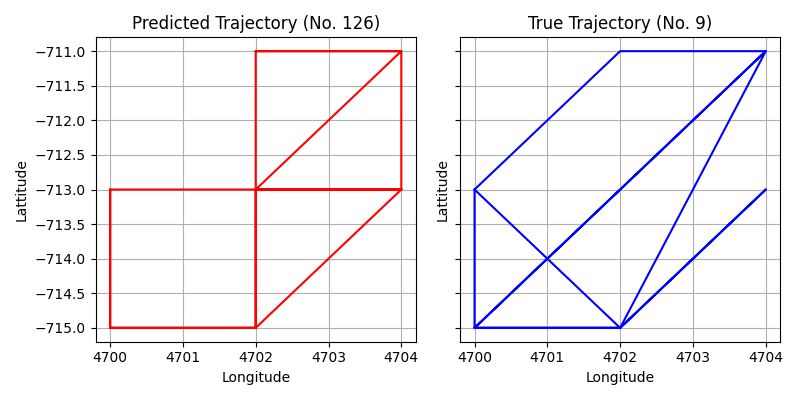 Predicted Trajectory (No. 126)
True Trajectory (No. 9)
−711.0
−711.5
−712.0
−712.5
−713.0
−713.5
−714.0
−714.5
−715.0
Lattitude
Lattitude
4700 4701 4702 4703 4704
4700 4701 4702 4703 4704
Longitude
Longitude